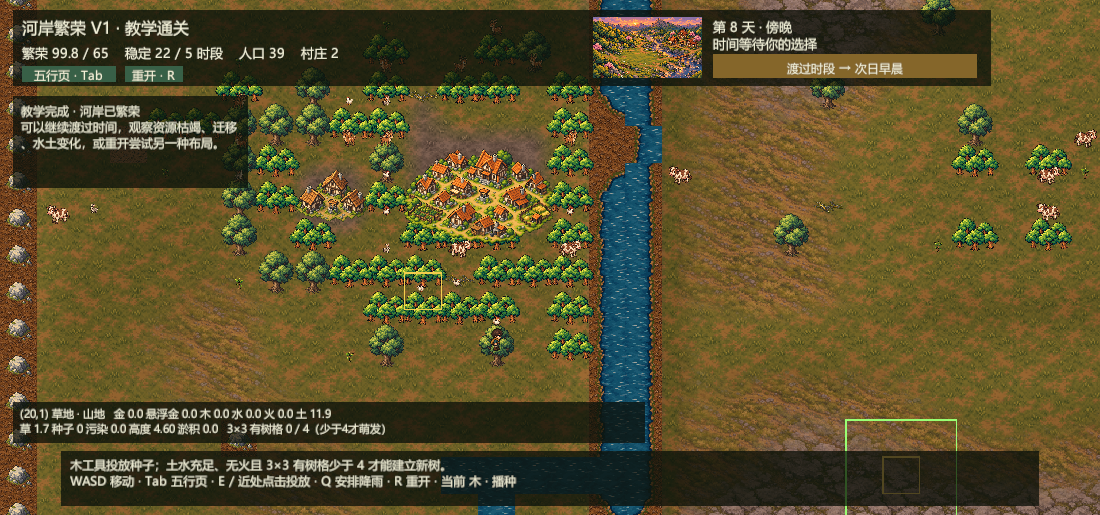 河岸繁荣 V1 · 教学通关
繁荣 99.8 / 65 稳定 22 / 5 时段 人口 39 村庄 2
五行页 · Tab 重开 · R
第 8 天 · 傍晚
时间等待你的选择
渡过时段 → 次日早晨
教学完成 · 河岸已繁荣
可以继续渡过时间，观察资源枯竭、迁移
、水土变化，或重开尝试另一种布局。
(20,1) 草地 · 山地 金 0.0 悬浮金 0.0 木 0.0 水 0.0 火 0.0 土 11.9
草 1.7 种子 0 污染 0.0 高度 4.60 淤积 0.0 3×3 有树格 0 / 4（少于4才萌发）
木工具投放种子；土水充足、无火且 3×3 有树格少于 4 才能建立新树。
WASD 移动 · Tab 五行页 · E / 近处点击投放 · Q 安排降雨 · R 重开 · 当前 木 · 播种